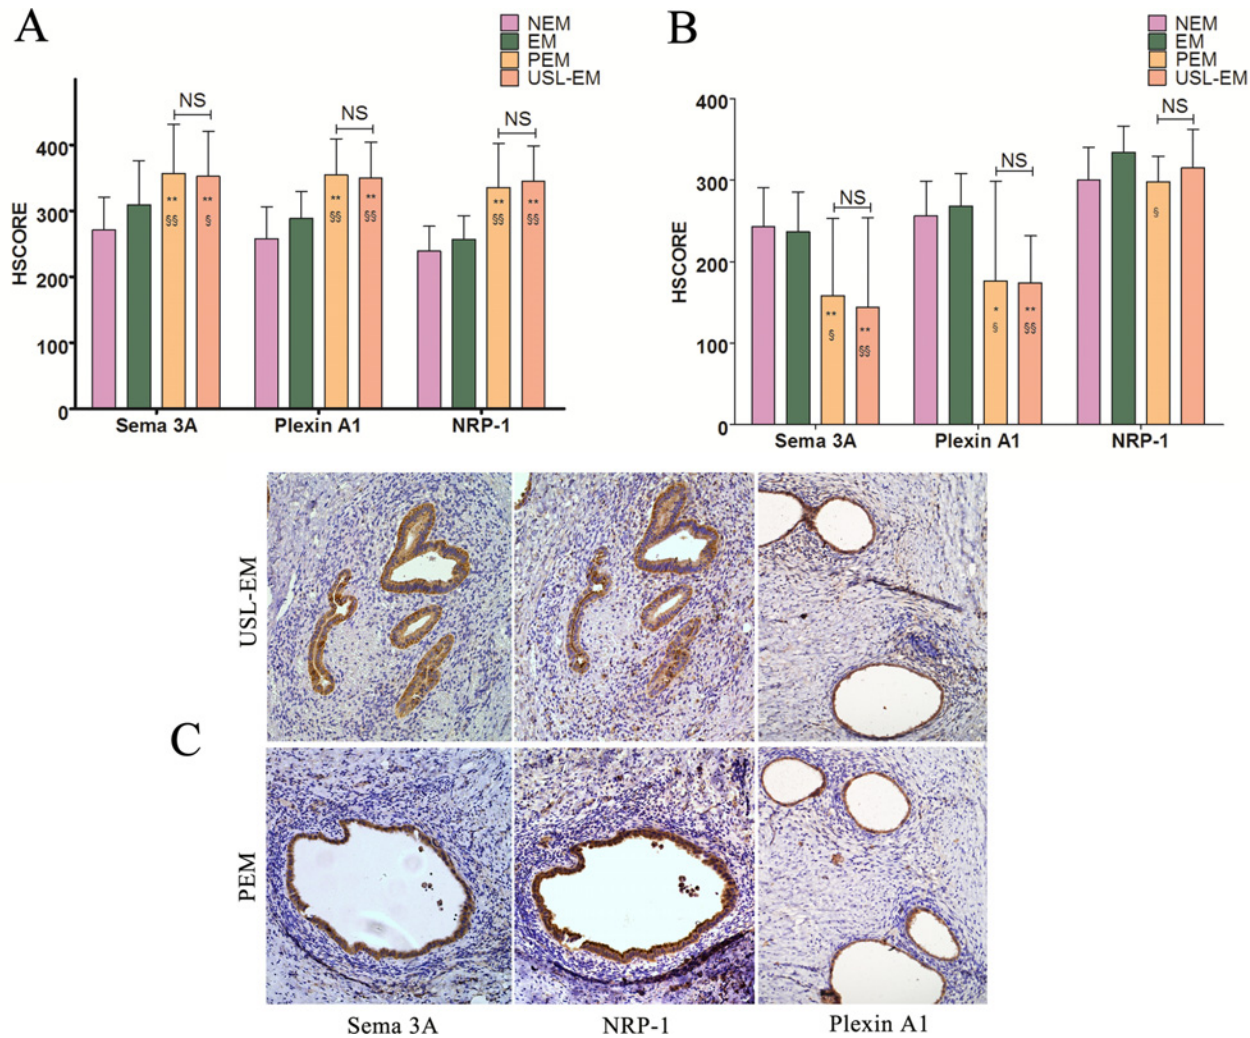 A
NEM
EM
PEM
USL-EM
NS
NS
NS
HSCORE
400
300
200
100
0
**
§§
**
§
**
§§
**
§§
**
§§
**
§§
Sema 3A
Plexin A1
NRP-1
B
NEM
EM
PEM
USL-EM
NS
NS
NS
HSCORE
400
300
200
100
0
**
§
**
§§
*
§
**
§§
§
Sema 3A
Plexin A1
NRP-1
C
USL-EM
PEM
Sema 3A
NRP-1
Plexin A1